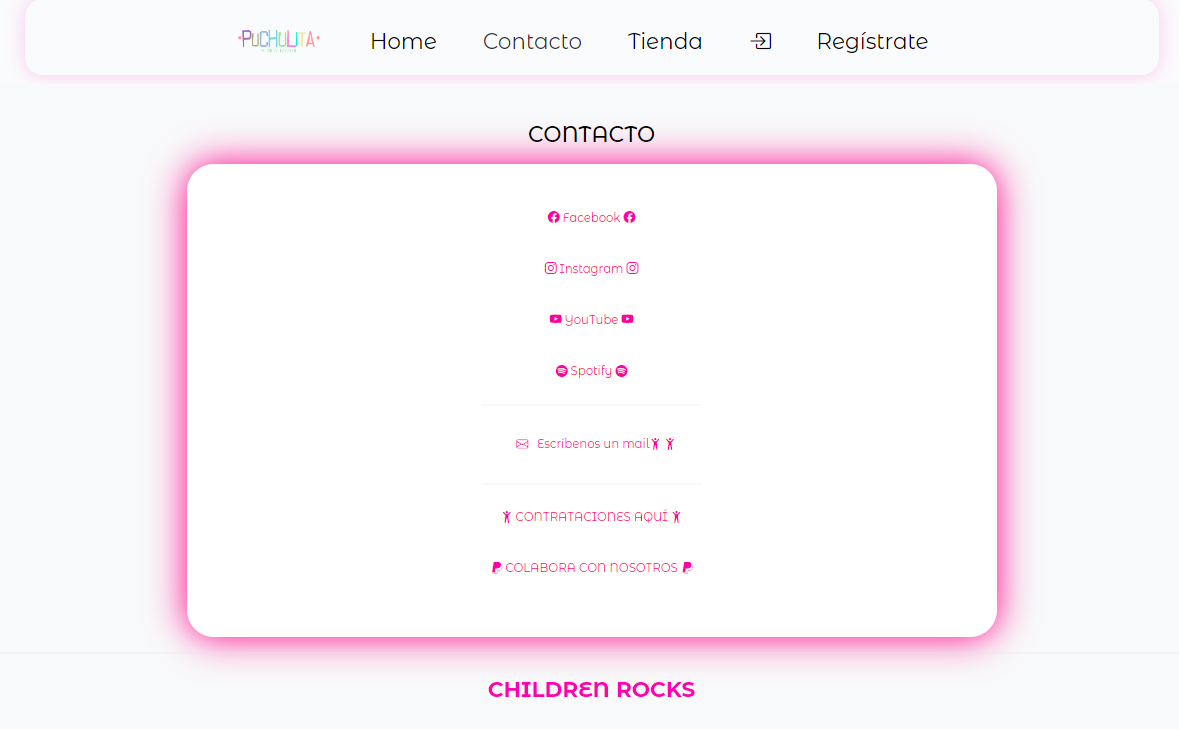 PUCHULITA
Home
Contacto
Tienda
Regístrate
CONTACTO
Facebook
Instagram
YouTube
Spotify
Escríbenos un mail
CONTRATACIONES AQUÍ
COLABORA CON NOSOTROS
CHILDREN ROCKS